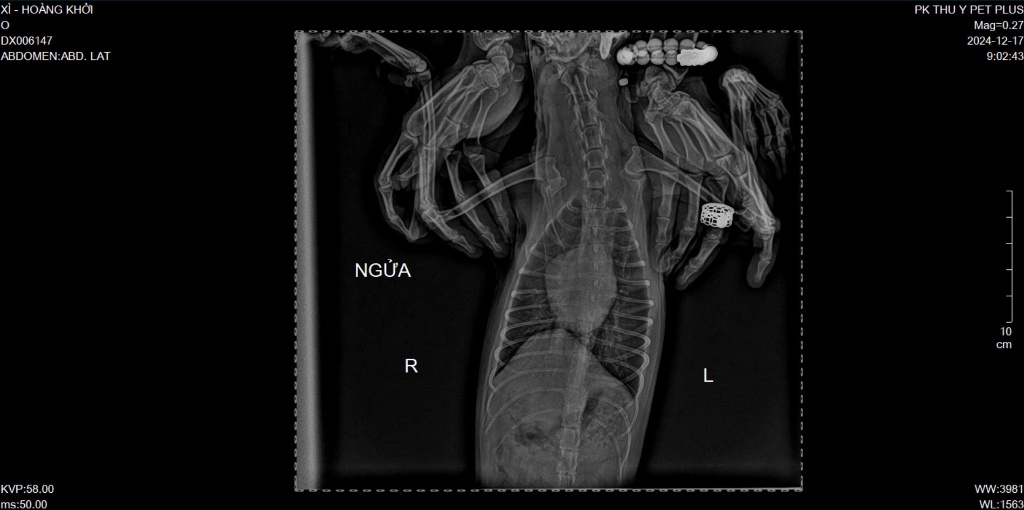 XÌ - HOÀNG KHỞI
O
DX006147
ABDOMEN:ABD. LAT
PK THU Y PET PLUS
Mag=0.27
2024-12-17
9:02:43
NGỬA
R
L
10
cm
KVP:58.00
ms:50.00
WW:3981
WL:1563